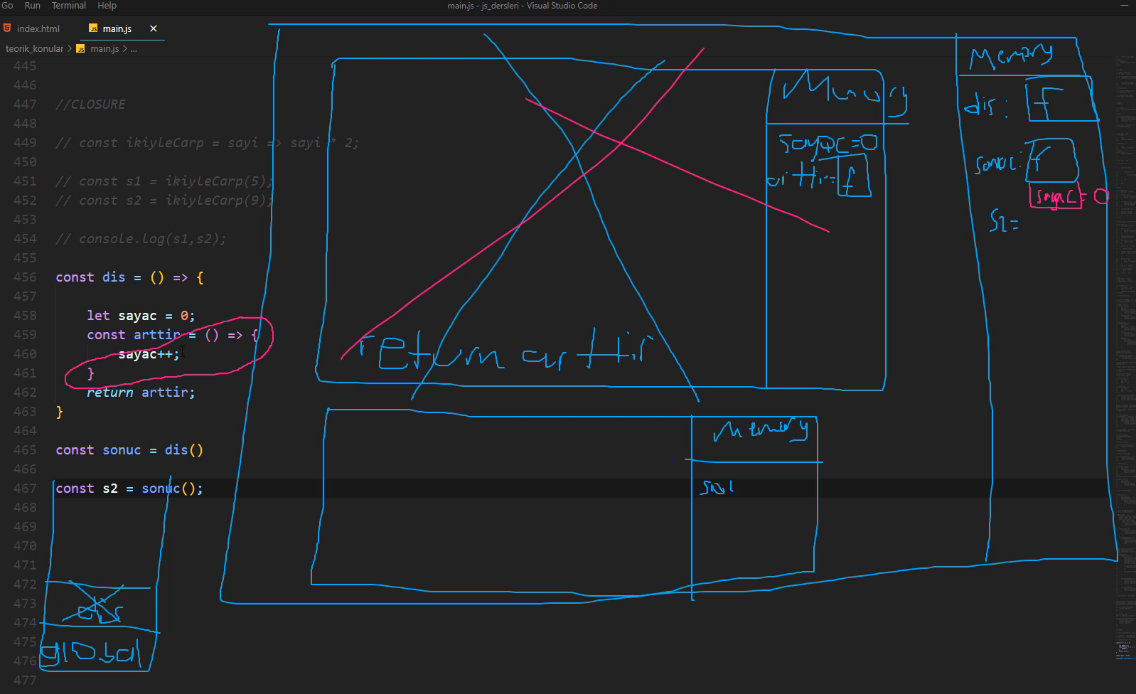 Go Run Terminal Help
main.js - js_dersleri - Visual Studio Code
index.html main.js
teorik_konular > main.js > ...
445
446
447 //CLOSURE
448
449 // const ikiyleCarp = sayi => sayi * 2;
450
451 // const s1 = ikiyleCarp(5);
452 // const s2 = ikiyleCarp(9);
453
454 // console.log(s1,s2);
455
456 const dis = () => {
457
458 let sayac = 0;
459 const arttir = () => {
460 sayac++;
461 }
462 return arttir;
463 }
464
465 const sonuc = dis()
466
467 const s2 = sonuc();
468
469
470
471
472
473
474
475
476
477
Memory
sayac=0
arttir=f
return arttir
Memory
Memory
dis: f
sonuc: f
sayac = 0
S2=
dis
global